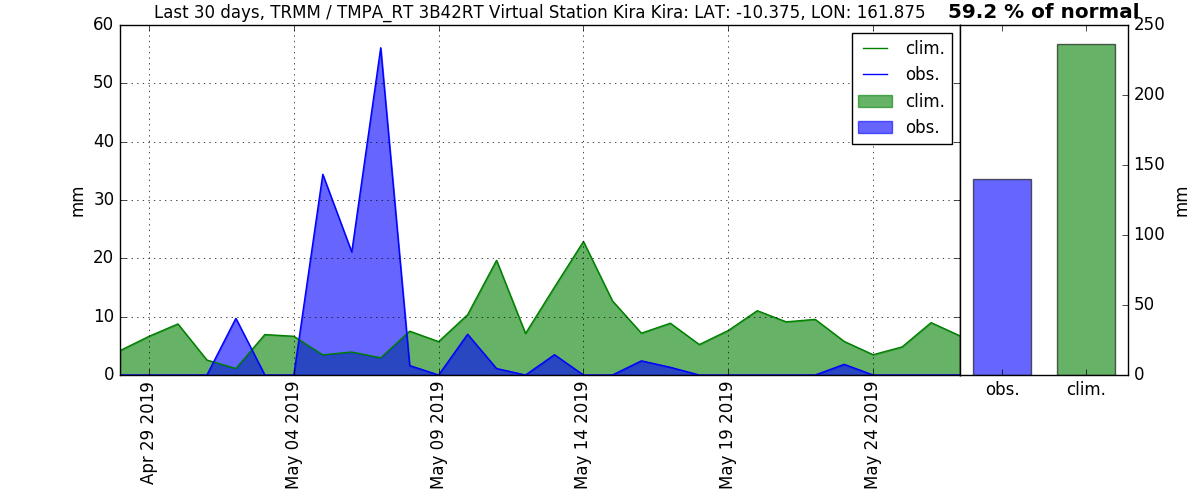 Last 30 days, TRMM / TMPA_RT 3B42RT Virtual Station Kira Kira: LAT: -10.375, LON: 161.875
59.2 % of normal
60
50
40
30
20
10
0
mm
clim.
obs.
clim.
obs.
Apr 29 2019
May 04 2019
May 09 2019
May 14 2019
May 19 2019
May 24 2019
250
200
150
100
50
0
mm
obs.
clim.